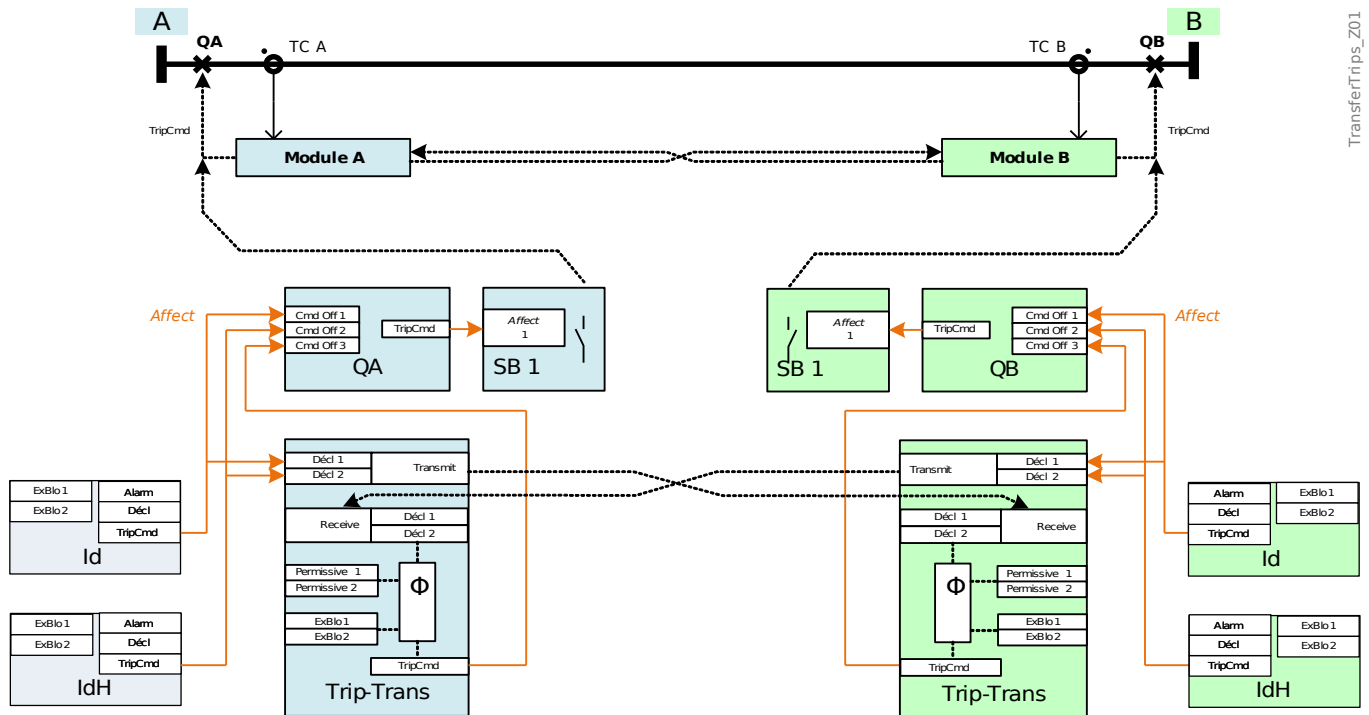 A
B
QA
TC A
TC B
QB
TransferTrips_Z01
TripCmd
TripCmd
Module A
Module B
Affect
Cmd Off 1
Cmd Off 2
Cmd Off 3
TripCmd
QA
Affect
1
SB 1
Affect
1
SB 1
TripCmd
Cmd Off 1
Cmd Off 2
Cmd Off 3
QB
Affect
Décl 1
Décl 2
Transmit
Receive
Décl 1
Décl 2
Permissive 1
Permissive 2
Φ
ExBlo1
ExBlo2
TripCmd
Trip-Trans
Transmit
Décl 1
Décl 2
Décl 1
Décl 2
Receive
Φ
Permissive 1
Permissive 2
ExBlo1
ExBlo2
TripCmd
Trip-Trans
ExBlo1
ExBlo2
Alarm
Décl
TripCmd
Id
ExBlo1
ExBlo2
Alarm
Décl
TripCmd
IdH
Alarm
Décl
TripCmd
ExBlo1
ExBlo2
Id
Alarm
Décl
TripCmd
ExBlo1
ExBlo2
IdH